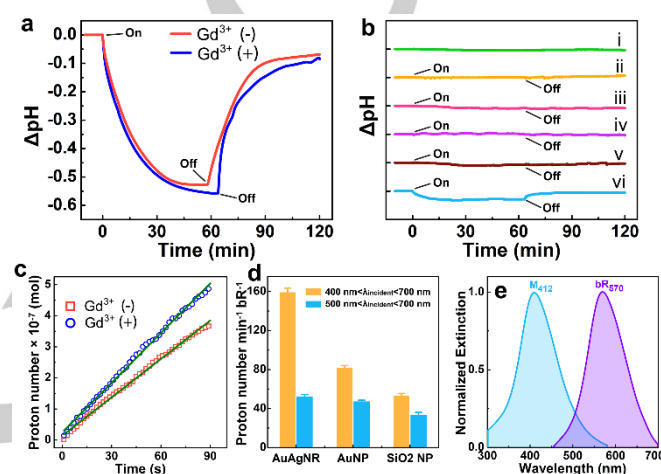 a
Gd³⁺ (-)
Gd³⁺ (+)
On
Off
Off
0.0
-0.1
-0.2
-0.3
-0.4
-0.5
-0.6
ΔpH
0 30 60 90 120
Time (min)
b
i
ii
iii
iv
v
vi
On
On
On
On
On
Off
Off
Off
Off
Off
ΔpH
0 30 60 90 120
Time (min)
c
Gd³⁺ (-)
Gd³⁺ (+)
5
4
3
2
1
0
Proton number × 10⁻⁷ (mol)
0 30 60 90
Time (s)
d
400 nm<λincident<700 nm
500 nm<λincident<700 nm
160
120
80
40
0
Proton number min⁻¹ bR⁻¹
AuAgNR AuNP SiO2 NP
e
M₄₁₂
bR₅₇₀
1.0
0.5
0.0
Normalized Extinction
300 400 500 600 700
Wavelength (nm)